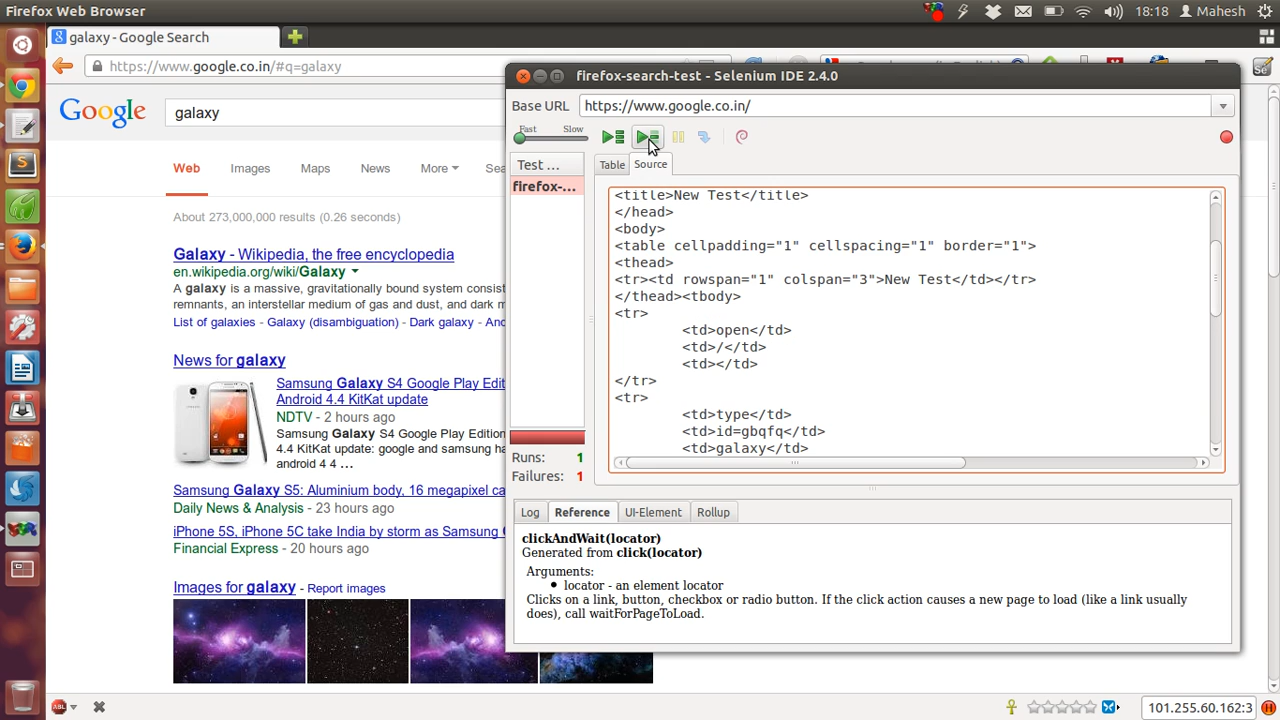 Firefox Web Browser
18:18
Mahesh
galaxy - Google Search
https://www.google.co.in/#q=galaxy
Google
galaxy
Web
Images
Maps
News
More
Sea
About 273,000,000 results (0.26 seconds)
Galaxy - Wikipedia, the free encyclopedia
en.wikipedia.org/wiki/Galaxy
A galaxy is a massive, gravitationally bound system consist
remnants, an interstellar medium of gas and dust, and dark m
List of galaxies - Galaxy (disambiguation) - Dark galaxy - And
News for galaxy
Samsung Galaxy S4 Google Play Edit
Android 4.4 KitKat update
NDTV - 2 hours ago
Samsung Galaxy S4 Google Play Edition
4.4 KitKat update: google and samsung ha
android 4 4 ...
Samsung Galaxy S5: Aluminium body, 16 megapixel ca
Daily News & Analysis - 23 hours ago
iPhone 5S, iPhone 5C take India by storm as Samsung G
Financial Express - 20 hours ago
Images for galaxy - Report images
firefox-search-test - Selenium IDE 2.4.0
Base URL
https://www.google.co.in/
Fast
Slow
Test ...
firefox-...
Table
Source
<title>New Test</title>
</head>
<body>
<table cellpadding="1" cellspacing="1" border="1">
<thead>
<tr><td rowspan="1" colspan="3">New Test</td></tr>
</thead><tbody>
<tr>
<td>open</td>
<td>/</td>
<td></td>
</tr>
<tr>
<td>type</td>
<td>id=gbqfq</td>
<td>galaxy</td>
Runs: 1
Failures: 1
Log
Reference
UI-Element
Rollup
clickAndWait(locator)
Generated from click(locator)
Arguments:
locator - an element locator
Clicks on a link, button, checkbox or radio button. If the click action causes a new page to load (like a link usually
does), call waitForPageToLoad.
ABL
101.255.60.162:3